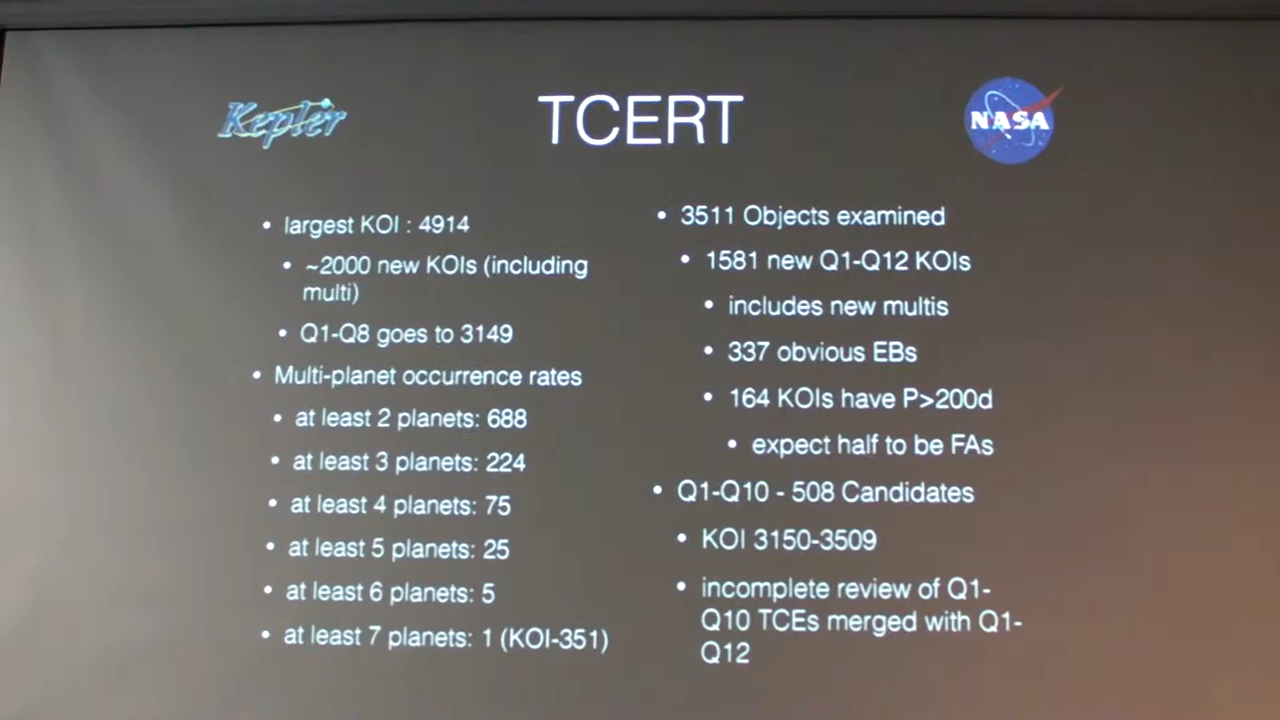 Kepler
TCERT
NASA
• largest KOI : 4914
• ~2000 new KOIs (including
multi)
• Q1-Q8 goes to 3149
• Multi-planet occurrence rates
• at least 2 planets: 688
• at least 3 planets: 224
• at least 4 planets: 75
• at least 5 planets: 25
• at least 6 planets: 5
• at least 7 planets: 1 (KOI-351)
• 3511 Objects examined
• 1581 new Q1-Q12 KOIs
• includes new multis
• 337 obvious EBs
• 164 KOIs have P>200d
• expect half to be FAs
• Q1-Q10 - 508 Candidates
• KOI 3150-3509
• incomplete review of Q1-
Q10 TCEs merged with Q1-
Q12